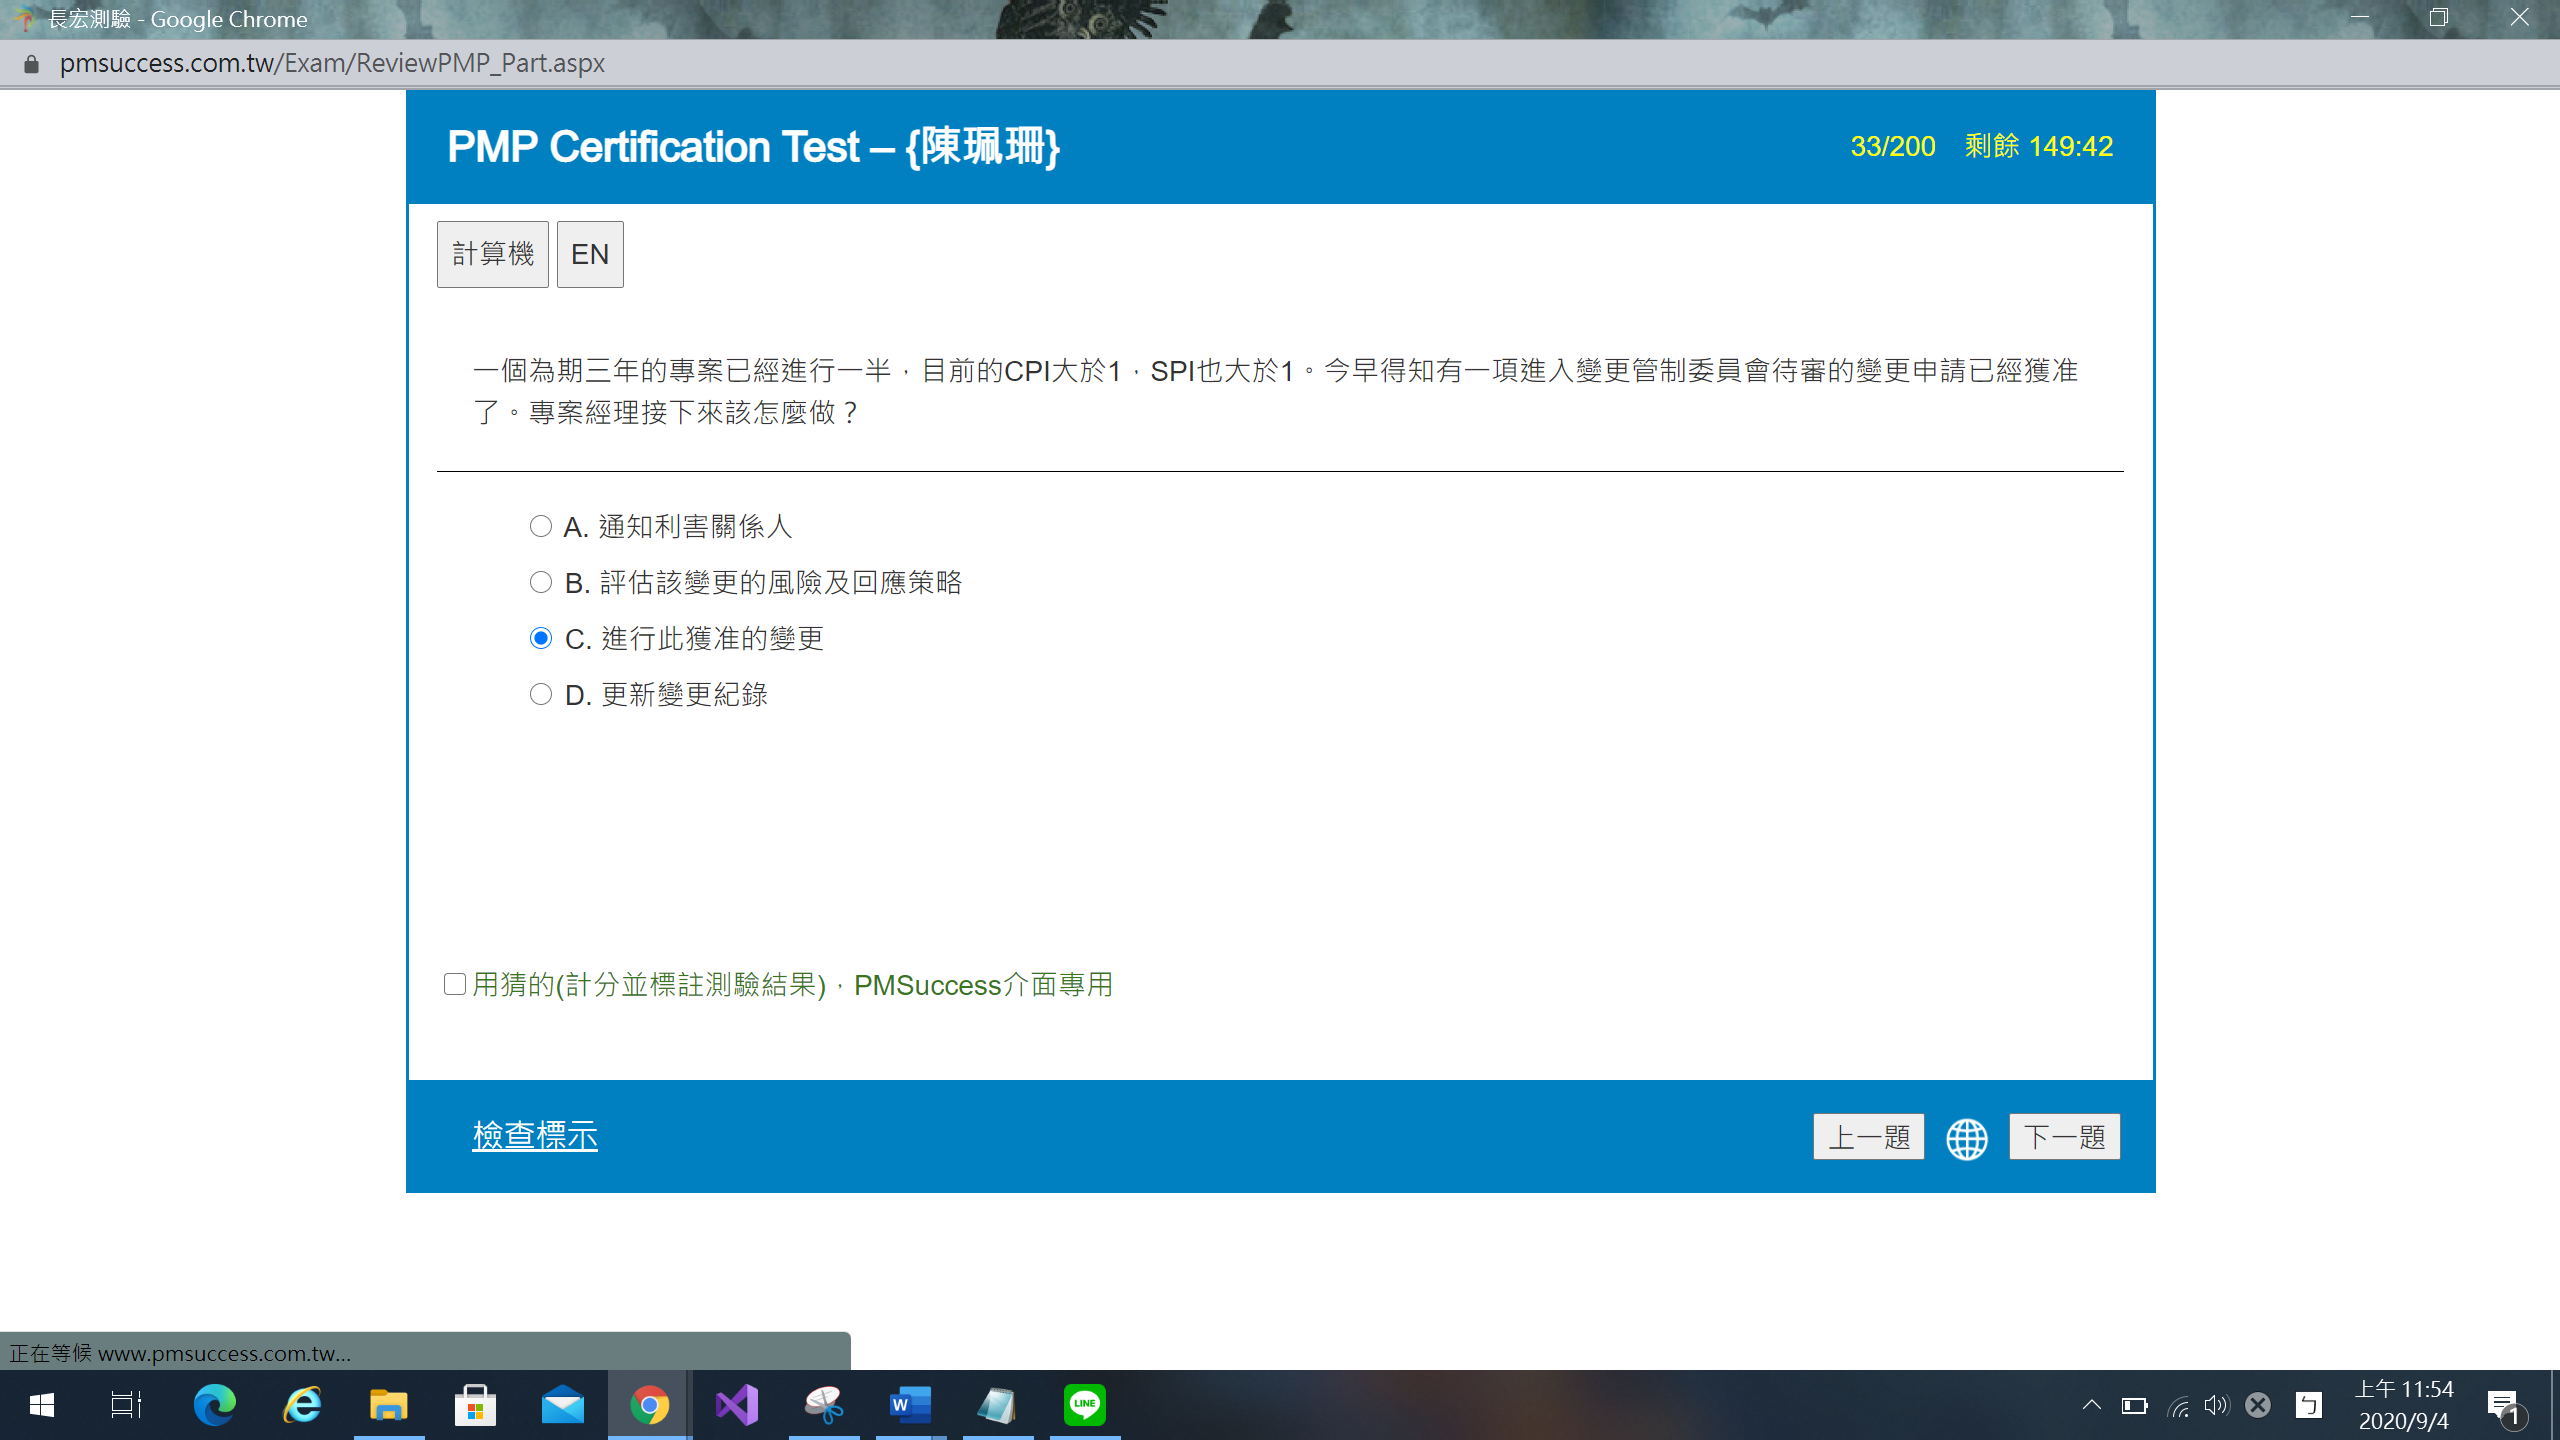 長宏測驗 - Google Chrome
pmsuccess.com.tw/Exam/ReviewPMP_Part.aspx
PMP Certification Test – {陳珮珊}
33/200 剩餘 149:42
計算機 EN
一個為期三年的專案已經進行一半，目前的CPI大於1，SPI也大於1。今早得知有一項進入變更管制委員會待審的變更申請已經獲准
了。專案經理接下來該怎麼做？
A. 通知利害關係人
B. 評估該變更的風險及回應策略
C. 進行此獲准的變更
D. 更新變更紀錄
用猜的(計分並標註測驗結果)，PMSuccess介面專用
檢查標示
上一題 下一題
正在等候 www.pmsuccess.com.tw...
W
LINE
ㄅ
上午 11:54
2020/9/4
1